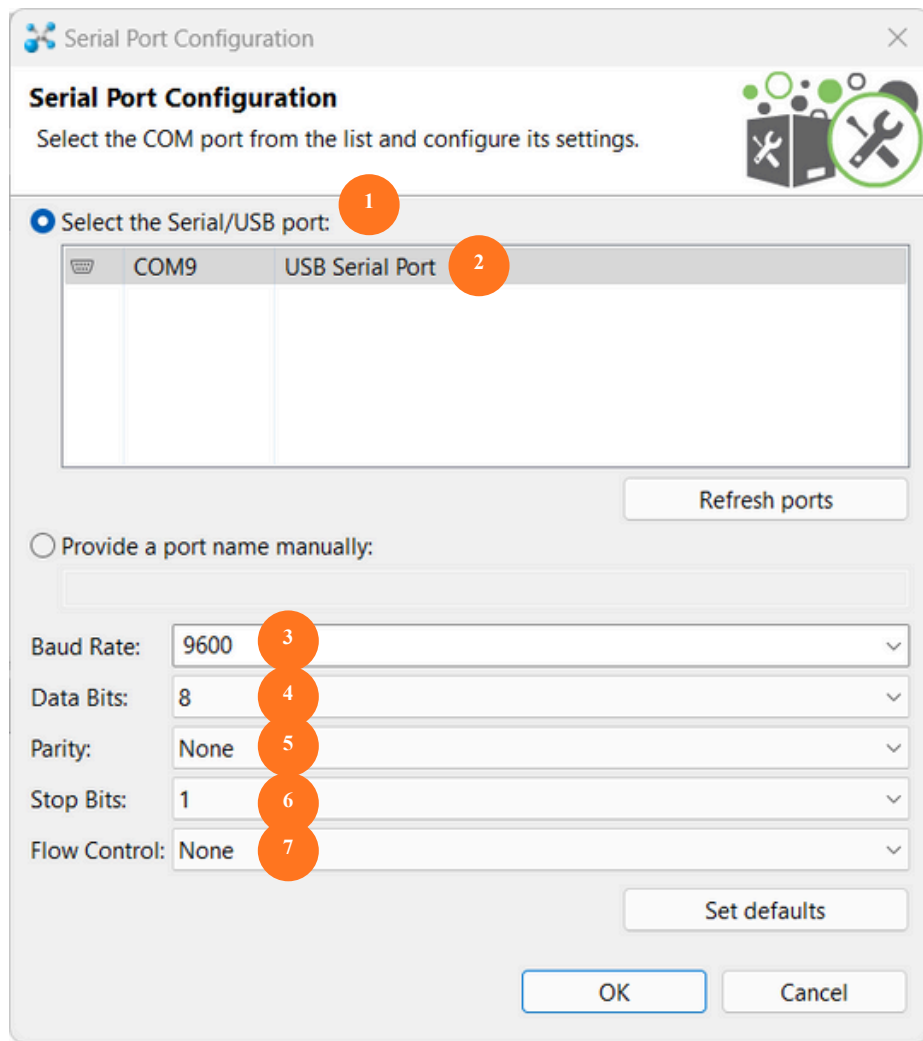 Serial Port Configuration
Serial Port Configuration
Select the COM port from the list and configure its settings.
Select the Serial/USB port: 1
COM9 USB Serial Port 2
Refresh ports
Provide a port name manually:
Baud Rate: 9600 3
Data Bits: 8 4
Parity: None 5
Stop Bits: 1 6
Flow Control: None 7
Set defaults
OK Cancel